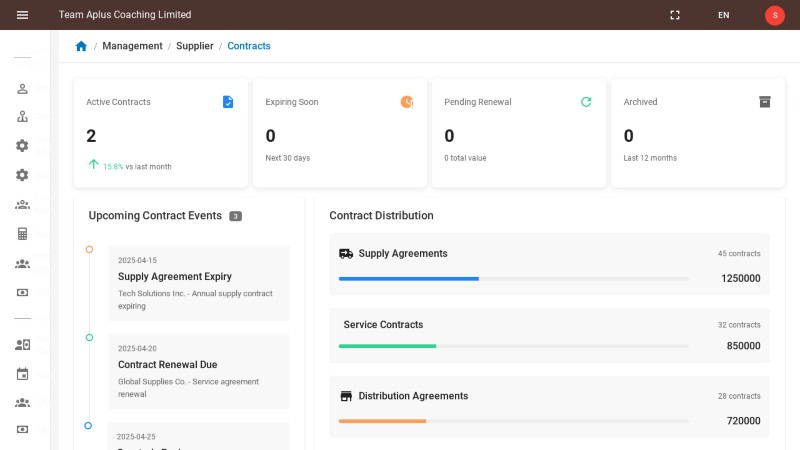 Team Aplus Coaching Limited
EN
S
/ Management / Supplier / Contracts
Active Contracts
2
15.8% vs last month
Expiring Soon
0
Next 30 days
Pending Renewal
0
0 total value
Archived
0
Last 12 months
Upcoming Contract Events 3
2025-04-15
Supply Agreement Expiry
Tech Solutions Inc. - Annual supply contract
expiring
2025-04-20
Contract Renewal Due
Global Supplies Co. - Service agreement
renewal
2025-04-25
Contract Distribution
Supply Agreements
45 contracts
1250000
Service Contracts
32 contracts
850000
Distribution Agreements
28 contracts
720000